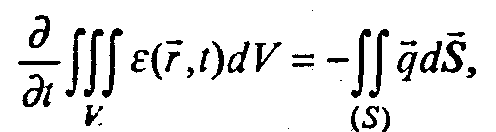 ∂/∂t ∭_V ε(r⃗,t)dV = -∬_(S) q⃗dS⃗,